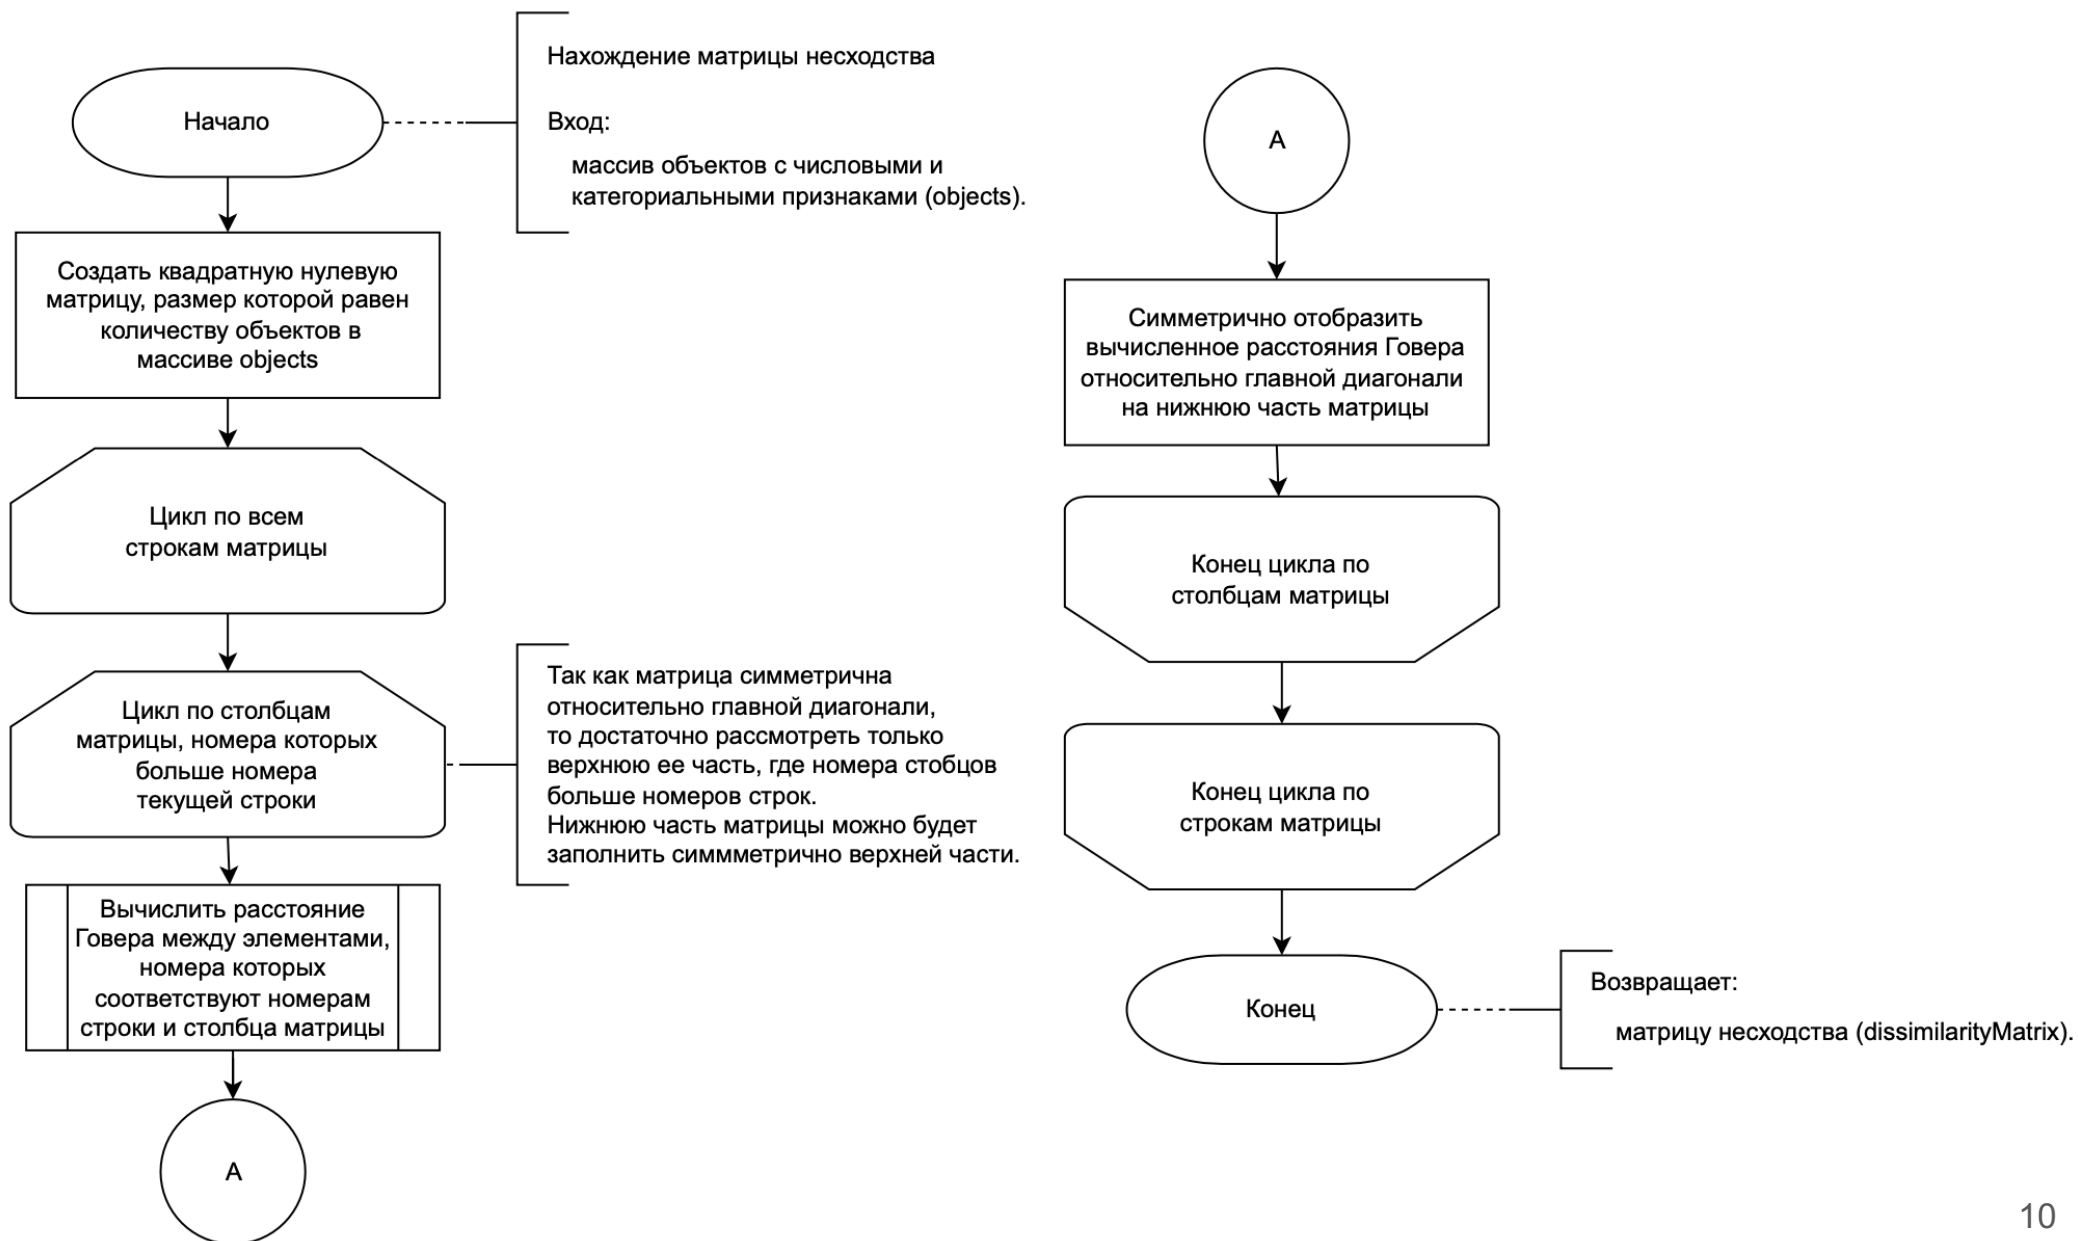 Начало
Нахождение матрицы несходства
Вход:
массив объектов с числовыми и
категориальными признаками (objects).
Создать квадратную нулевую
матрицу, размер которой равен
количеству объектов в
массиве objects
Цикл по всем
строкам матрицы
Цикл по столбцам
матрицы, номера которых
больше номера
текущей строки
Так как матрица симметрична
относительно главной диагонали,
то достаточно рассмотреть только
верхнюю ее часть, где номера стобцов
больше номеров строк.
Нижнюю часть матрицы можно будет
заполнить симмметрично верхней части.
Вычислить расстояние
Говера между элементами,
номера которых
соответствуют номерам
строки и столбца матрицы
А
А
Симметрично отобразить
вычисленное расстояния Говера
относительно главной диагонали
на нижнюю часть матрицы
Конец цикла по
столбцам матрицы
Конец цикла по
строкам матрицы
Конец
Возвращает:
матрицу несходства (dissimilarityMatrix).
10